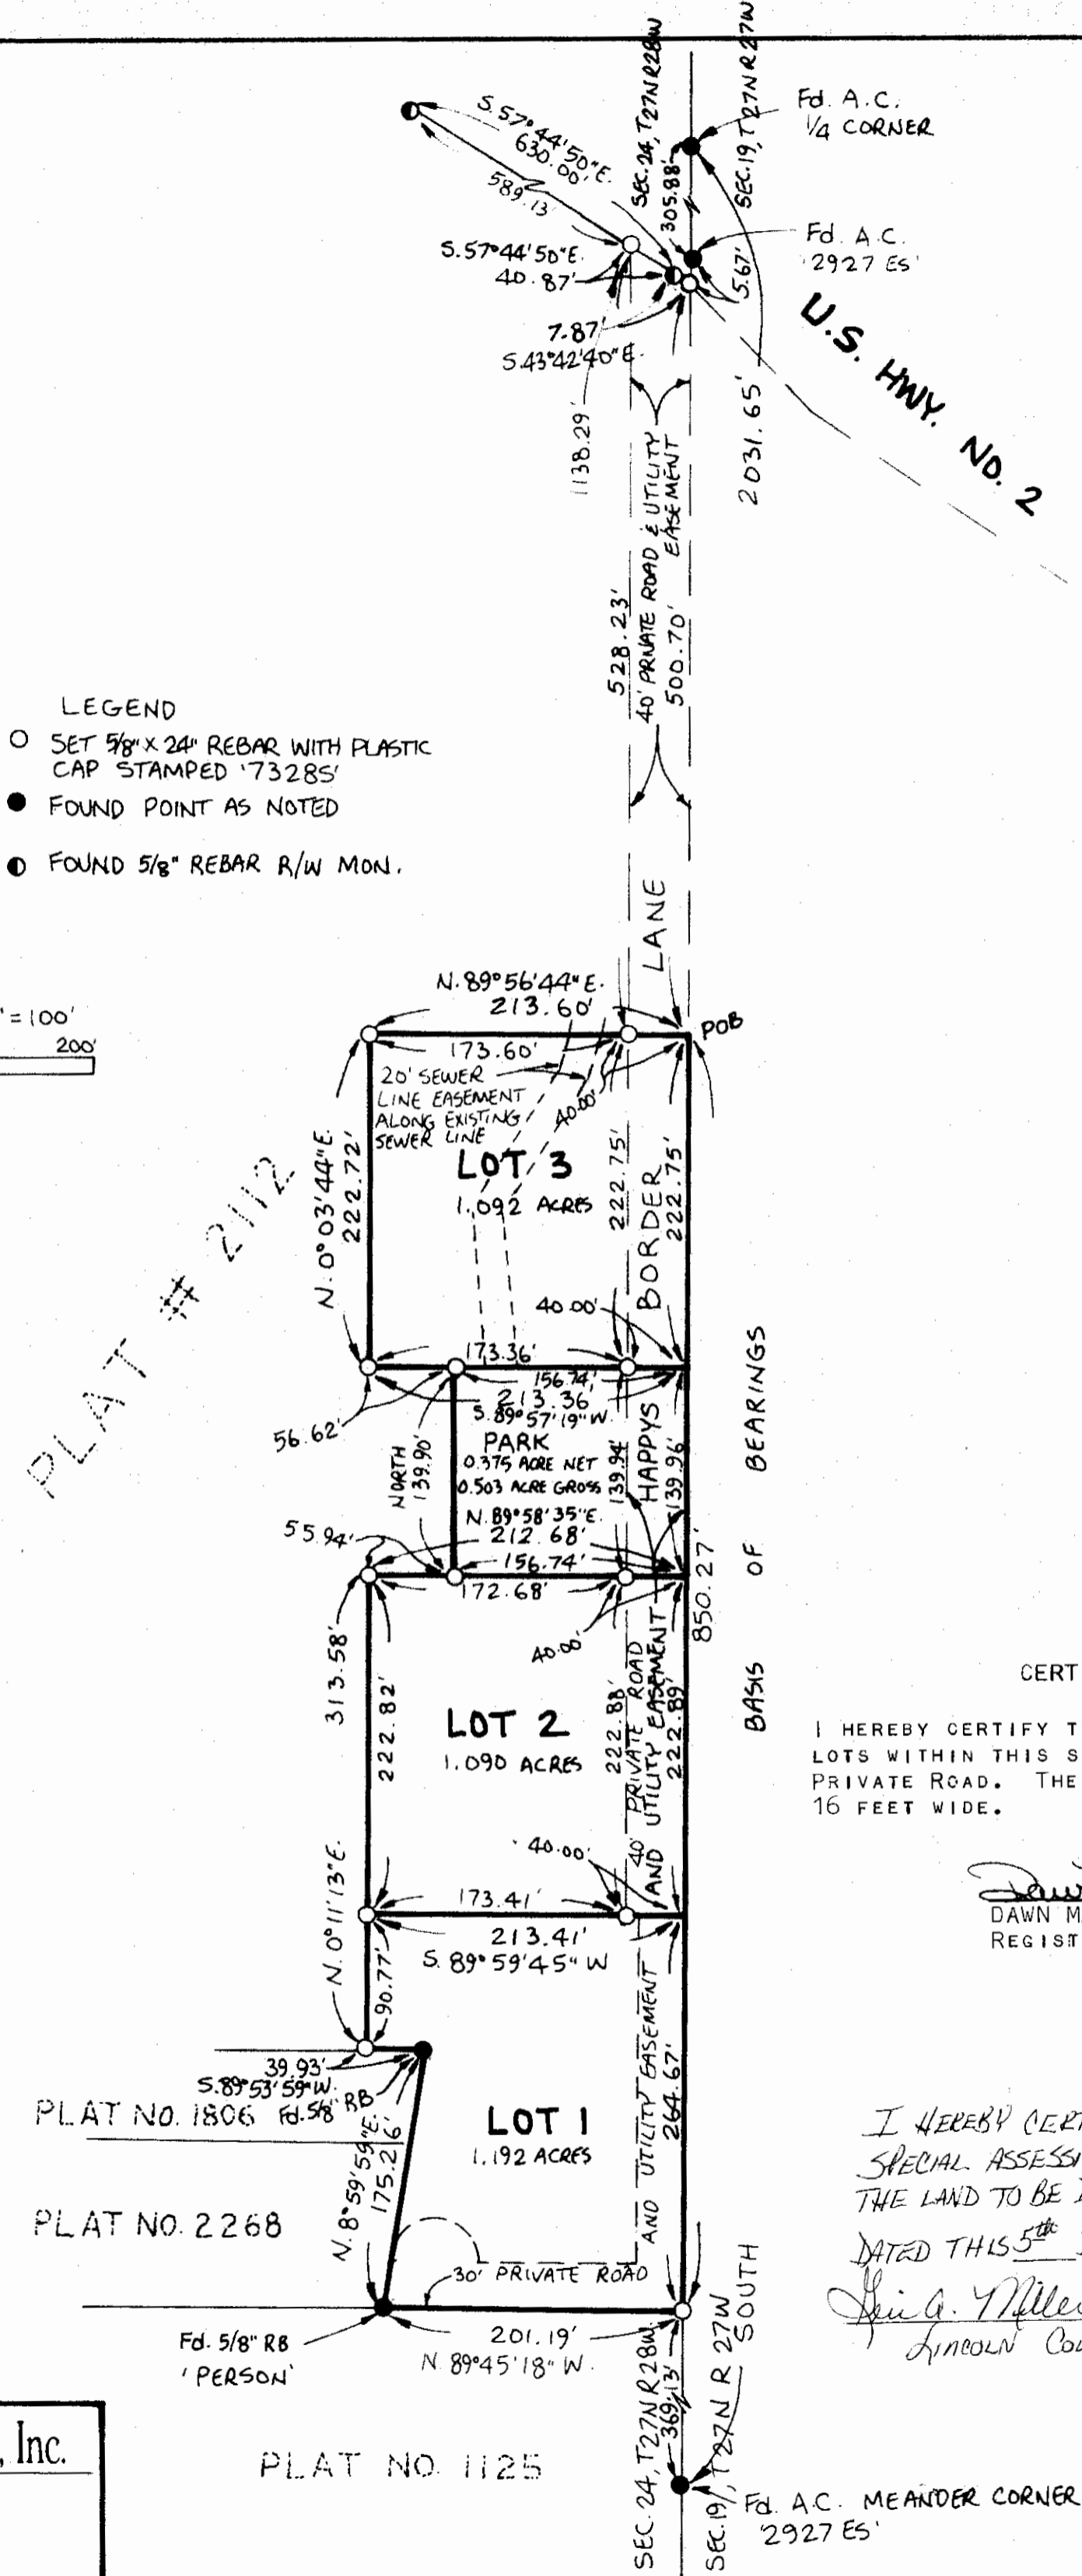 SEC. 24, T27N R28W
SEC. 19, T27N R27W
Fd. A.C.
1/4 CORNER
S.57°44'50"E.
630.00'
589.13'
305.88'
Fd. A.C.
'2927 ES'
S.57°44'50"E.
40.87'
5.67'
7.87'
S.43°42'40"E.
U.S. HWY. NO. 2
1138.29'
2031.65'
40' PRIVATE ROAD & UTILITY
EASEMENT
528.23'
500.70'
LEGEND
SET 5/8" X 24" REBAR WITH PLASTIC
CAP STAMPED '7328S'
FOUND POINT AS NOTED
FOUND 5/8" REBAR R/W MON.
' = 100'
200'
HAPPYS BORDER LANE
N. 89°56'44" E.
213.60'
POB
173.60'
20' SEWER
LINE EASEMENT
ALONG EXISTING
SEWER LINE
40.00'
N. 0°03'44" E.
222.72'
LOT 3
1.092 ACRES
222.75'
222.75'
PLAT # 2112
40.00'
173.36'
156.74'
213.36'
S.89°57'19" W.
56.62'
PARK
0.375 ACRE NET
0.503 ACRE GROSS
NORTH
139.90'
139.94'
139.96'
N. 89°58'35"E.
55.94'
212.68'
156.74'
172.68'
40.00'
850.27'
BASIS OF BEARINGS
313.58'
222.82'
LOT 2
1.090 ACRES
222.88'
40' PRIVATE ROAD
AND UTILITY EASEMENT
222.89'
CERT
I HEREBY CERTIFY T
LOTS WITHIN THIS S
PRIVATE ROAD. THE
16 FEET WIDE.
DAWN M
REGIST
40.00'
173.41'
213.41'
S. 89°59'45" W
N. 0°11'13" E.
90.77'
39.93'
S.89°53'59" W.
Fd. 5/8" RB
PLAT NO. 1806
N. 8°59'59" E.
175.26'
LOT 1
1.192 ACRES
AND UTILITY EASEMENT
264.67'
PLAT NO. 2268
30' PRIVATE ROAD
I HEREBY CERT
SPECIAL ASSESS
THE LAND TO BE
DATED THIS 5th
LINCOLN COU
Fd. 5/8" RB
'PERSON'
201.19'
N. 89°45'18" W.
SOUTH
369.13'
SEC. 24, T27N R28W
SEC. 19, T27N R 27W
, Inc.
PLAT NO. 1125
Fd. A.C. MEANDER CORNER
'2927 ES'